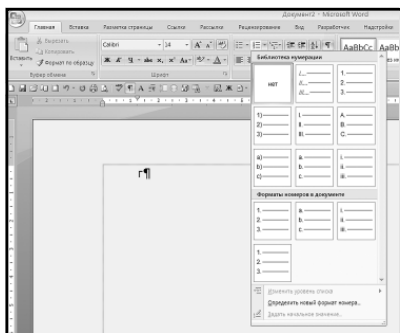 Документ2 - Microsoft Word
Главная Вставка Разметка страницы Ссылки Рассылки Рецензирование Вид Разработчик Надстройки
Вставить
Вырезать
Копировать
Формат по образцу
Буфер обмена
Calibri 14
Шрифт
AaBbCc AaBb
Библиотека нумерации
нет
1. 2. 3.
1) 2) 3)
I. II. III.
A. B. C.
a) b) c)
a. b. c.
i. ii. iii.
Форматы номеров в документе
1. 2. 3.
a. b. c.
i. ii. iii.
1. 2. 3.
Изменить уровень списка
Определить новый формат номера...
Задать начальное значение...